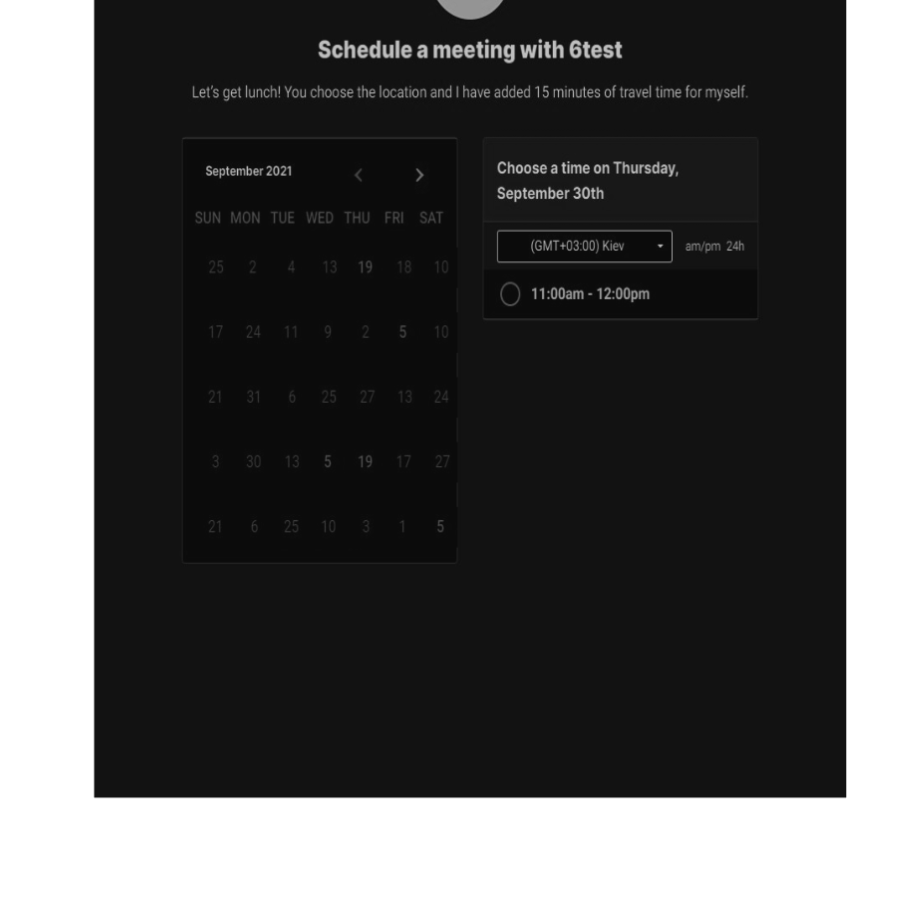 Schedule a meeting with 6test
Let's get lunch! You choose the location and I have added 15 minutes of travel time for myself.
September 2021
SUN MON TUE WED THU FRI SAT
25 2 4 13 19 18 10
17 24 11 9 2 5 10
21 31 6 25 27 13 24
3 30 13 5 19 17 27
21 6 25 10 3 1 5
Choose a time on Thursday,
September 30th
(GMT+03:00) Kiev am/pm 24h
11:00am - 12:00pm